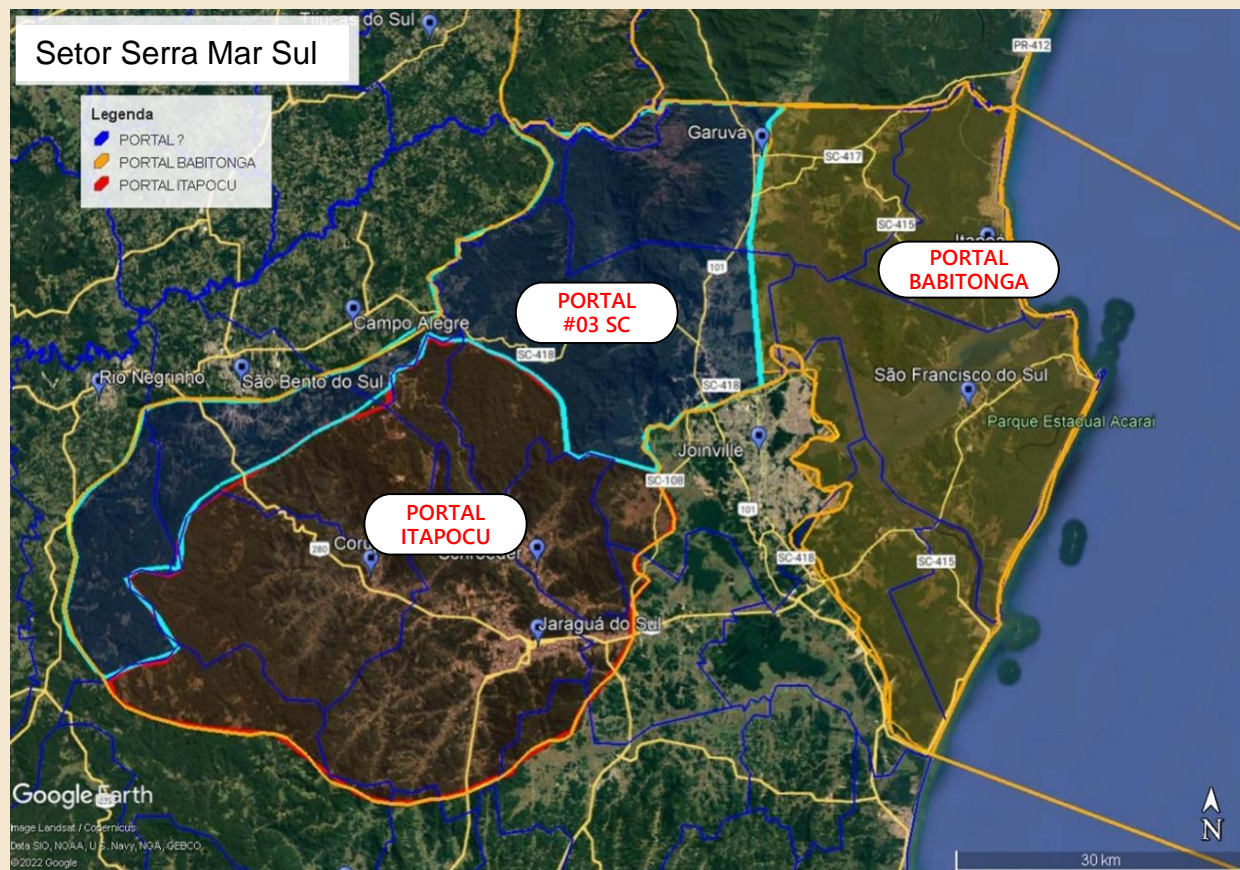 Tijucas do Sul
Setor Serra Mar Sul
PR-412
Legenda
PORTAL ?
PORTAL BABITONGA
PORTAL ITAPOCU
Garuva
SC-417
SC-415
101
PORTAL
BABITONGA
PORTAL
#03 SC
Campo Alegre
SC-418
Rio Negrinho
São Bento do Sul
SC-418
São Francisco do Sul
Parque Estadual Acaraí
Joinville
SC-108
PORTAL
ITAPOCU
101
280
SC-418
SC-415
Jaraguá do Sul
Google Earth
Image Landsat / Copernicus
Data SIO, NOAA, U.S. Navy, NGA, GEBCO
©2022 Google
N
30 km